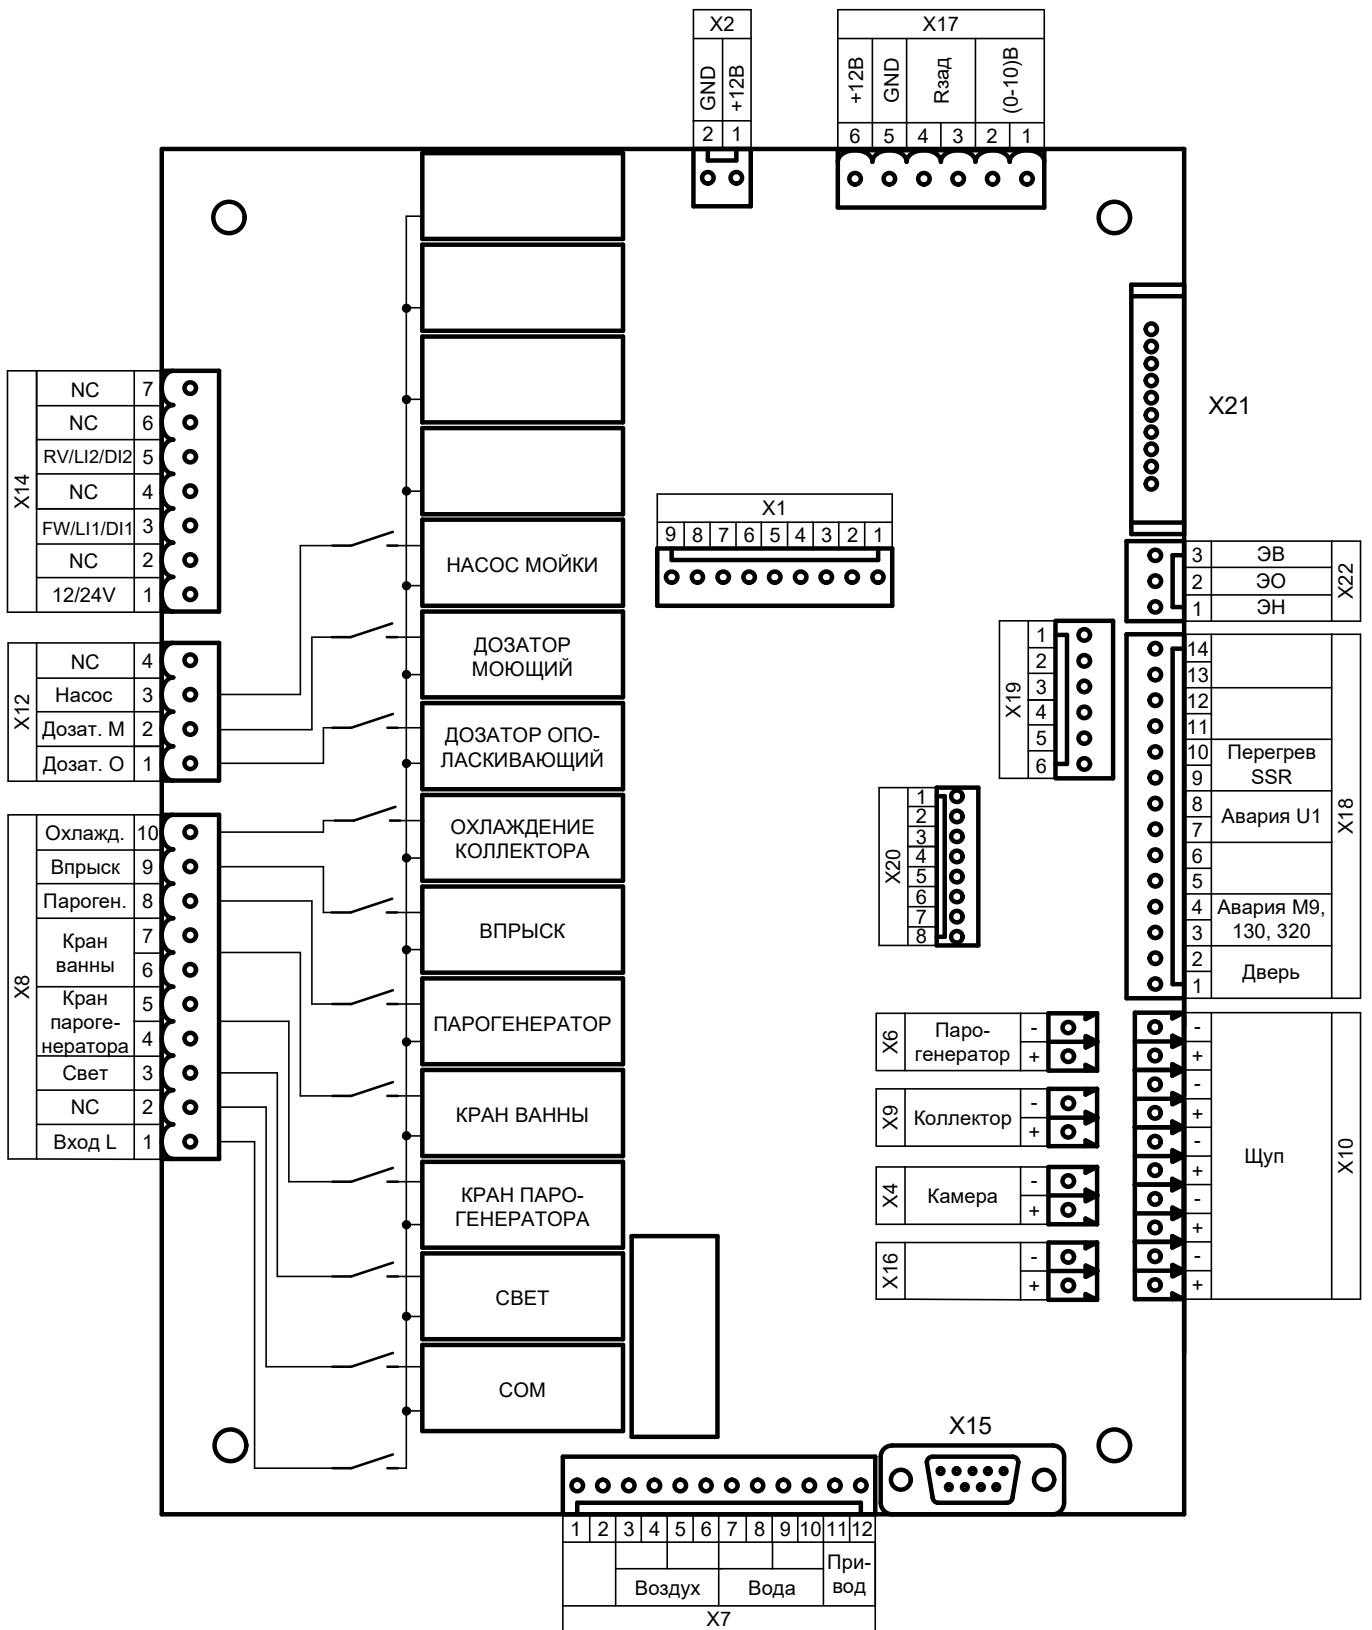 X2
GND
+12В
2
1
X17
+12В
GND
Rзад
(0-10)В
6
5
4
3
2
1
X14
NC 7
NC 6
RV/LI2/DI2 5
NC 4
FW/LI1/DI1 3
NC 2
12/24V 1
X12
NC 4
Насос 3
Дозат. М 2
Дозат. О 1
X8
Охлажд. 10
Впрыск 9
Пароген. 8
Кран
ванны
7
6
Кран
пароге-
нератора
5
4
Свет 3
NC 2
Вход L 1
НАСОС МОЙКИ
ДОЗАТОР
МОЮЩИЙ
ДОЗАТОР ОПО-
ЛАСКИВАЮЩИЙ
ОХЛАЖДЕНИЕ
КОЛЛЕКТОРА
ВПРЫСК
ПАРОГЕНЕРАТОР
КРАН ВАННЫ
КРАН ПАРО-
ГЕНЕРАТОРА
СВЕТ
COM
X1
9 8 7 6 5 4 3 2 1
X21
3 ЭВ
2 ЭО
1 ЭН
X22
X19
1
2
3
4
5
6
X20
1
2
3
4
5
6
7
8
14
13
12
11
10
9
8
7
6
5
4
3
2
1
Перегрев
SSR
Авария U1
Авария М9,
130, 320
Дверь
X18
X6
Паро-
генератор
-
+
X9
Коллектор
-
+
X4
Камера
-
+
X16
-
+
-
+
-
+
-
+
-
+
-
+
Щуп
X10
X15
1 2 3 4 5 6 7 8 9 10 11 12
Воздух
Вода
При-
вод
X7